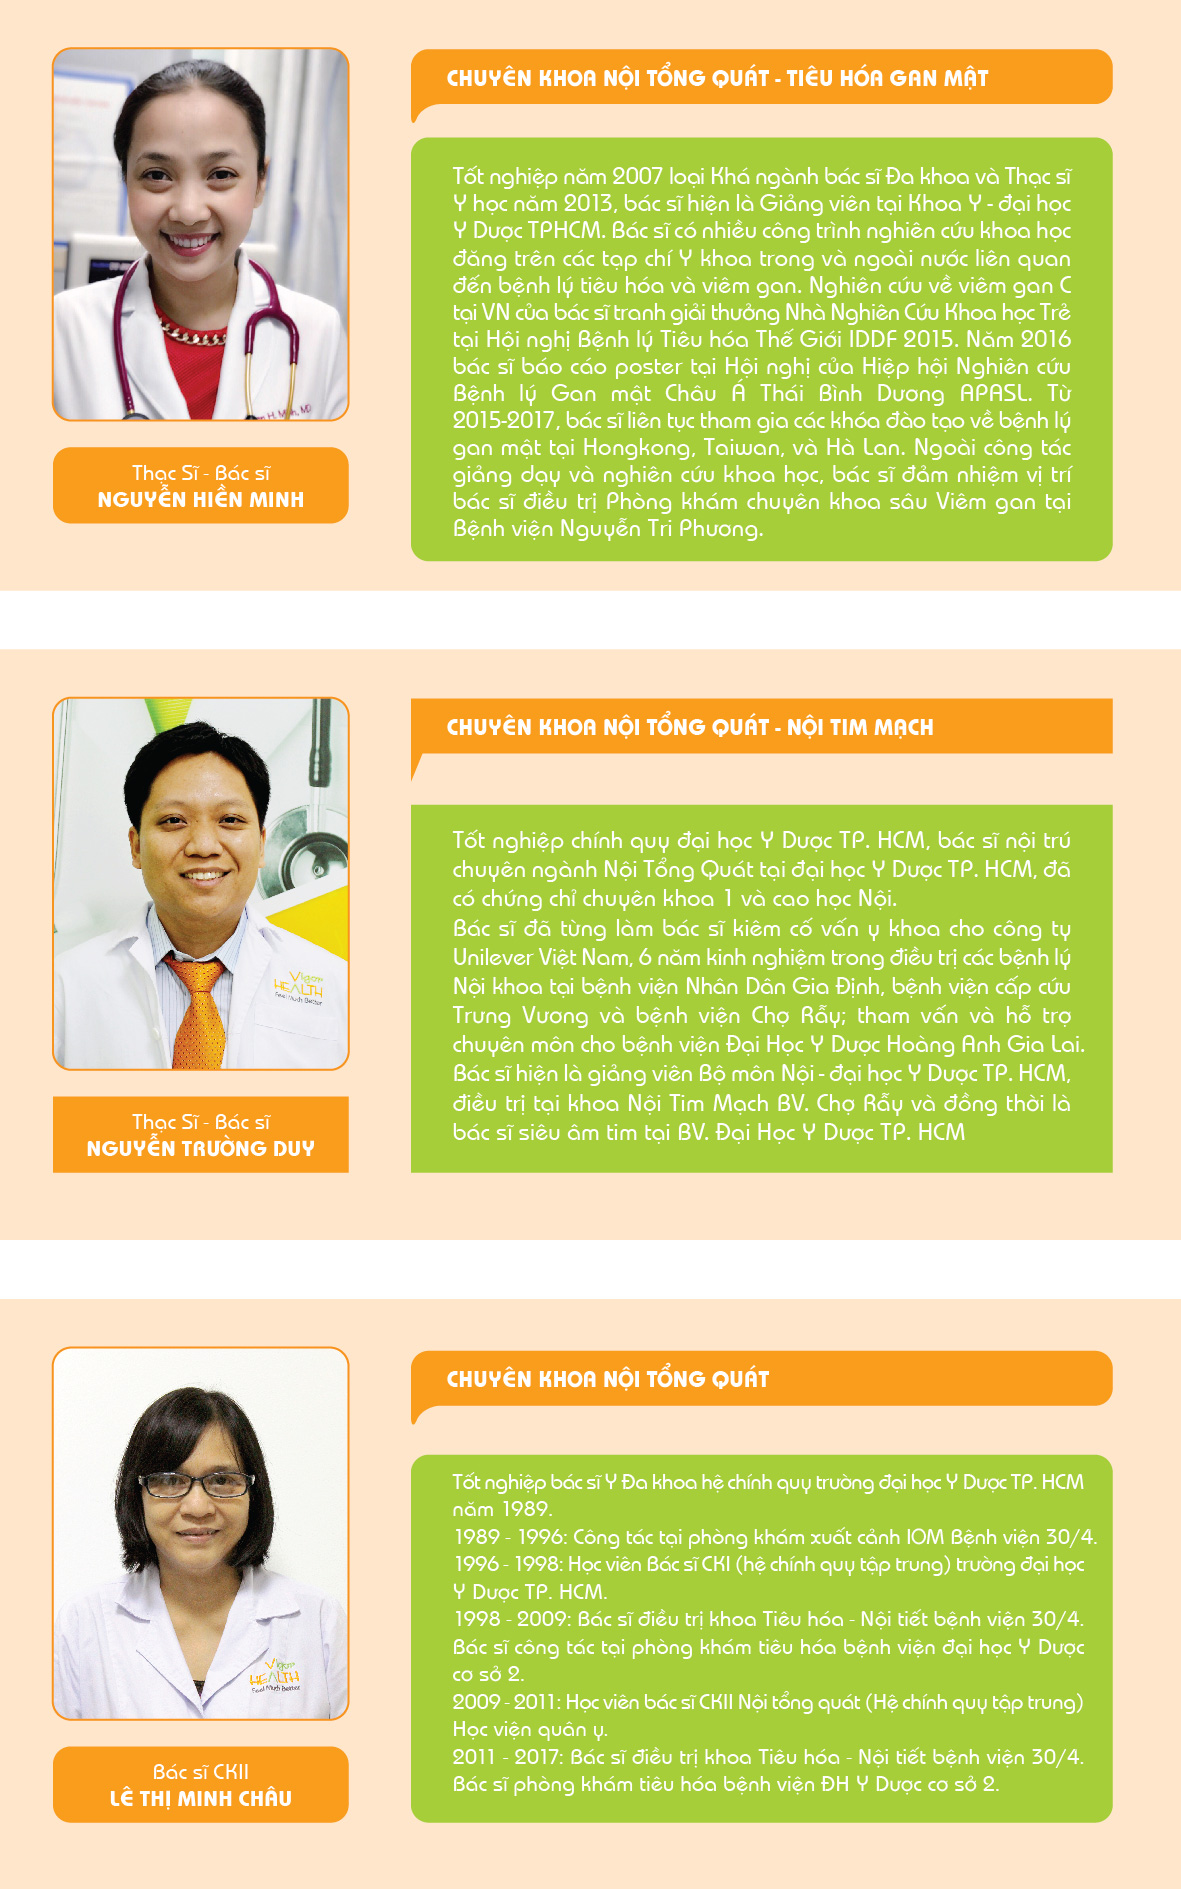 CHUYÊN KHOA NỘI TỔNG QUÁT - TIÊU HÓA GAN MẬT
Tốt nghiệp năm 2007 loại Khá ngành bác sĩ Đa khoa và Thạc sĩ
Y học năm 2013, bác sĩ hiện là Giảng viên tại Khoa Y - đại học
Y Dược TPHCM. Bác sĩ có nhiều công trình nghiên cứu khoa học
đăng trên các tạp chí Y khoa trong và ngoài nước liên quan
đến bệnh lý tiêu hóa và viêm gan. Nghiên cứu về viêm gan C
tại VN của bác sĩ tranh giải thưởng Nhà Nghiên Cứu Khoa học Trẻ
tại Hội nghị Bệnh lý Tiêu hóa Thế Giới IDDF 2015. Năm 2016
bác sĩ báo cáo poster tại Hội nghị của Hiệp hội Nghiên cứu
Bệnh lý Gan mật Châu Á Thái Bình Dương APASL. Từ
2015-2017, bác sĩ liên tục tham gia các khóa đào tạo về bệnh lý
gan mật tại Hongkong, Taiwan, và Hà Lan. Ngoài công tác
giảng dạy và nghiên cứu khoa học, bác sĩ đảm nhiệm vị trí
bác sĩ điều trị Phòng khám chuyên khoa sâu Viêm gan tại
Bệnh viện Nguyễn Tri Phương.
Thạc Sĩ - Bác sĩ
NGUYỄN HIỀN MINH
CHUYÊN KHOA NỘI TỔNG QUÁT - NỘI TIM MẠCH
Tốt nghiệp chính quy đại học Y Dược TP. HCM, bác sĩ nội trú
chuyên ngành Nội Tổng Quát tại đại học Y Dược TP. HCM, đã
có chứng chỉ chuyên khoa 1 và cao học Nội.
Bác sĩ đã từng làm bác sĩ kiêm cố vấn y khoa cho công ty
Unilever Việt Nam, 6 năm kinh nghiệm trong điều trị các bệnh lý
Nội khoa tại bệnh viện Nhân Dân Gia Định, bệnh viện cấp cứu
Trưng Vương và bệnh viện Chợ Rẫy; tham vấn và hỗ trợ
chuyên môn cho bệnh viện Đại Học Y Dược Hoàng Anh Gia Lai.
Bác sĩ hiện là giảng viên Bộ môn Nội - đại học Y Dược TP. HCM,
điều trị tại khoa Nội Tim Mạch BV. Chợ Rẫy và đồng thời là
bác sĩ siêu âm tim tại BV. Đại Học Y Dược TP. HCM
Vigor
HEALTH
Feel Much Better
Thạc Sĩ - Bác sĩ
NGUYỄN TRƯỜNG DUY
CHUYÊN KHOA NỘI TỔNG QUÁT
Tốt nghiệp bác sĩ Y Đa khoa hệ chính quy trường đại học Y Dược TP. HCM
năm 1989.
1989 - 1996: Công tác tại phòng khám xuất cảnh IOM Bệnh viện 30/4.
1996 - 1998: Học viên Bác sĩ CKI (hệ chính quy tập trung) trường đại học
Y Dược TP. HCM.
1998 - 2009: Bác sĩ điều trị khoa Tiêu hóa - Nội tiết bệnh viện 30/4.
Bác sĩ công tác tại phòng khám tiêu hóa bệnh viện đại học Y Dược
cơ sở 2.
2009 - 2011: Học viên bác sĩ CKII Nội tổng quát (Hệ chính quy tập trung)
Học viện quân y.
2011 - 2017: Bác sĩ điều trị khoa Tiêu hóa - Nội tiết bệnh viện 30/4.
Bác sĩ phòng khám tiêu hóa bệnh viện ĐH Y Dược cơ sở 2.
Vigor
HEALTH
Feel Much Better
Bác sĩ CKII
LÊ THỊ MINH CHÂU